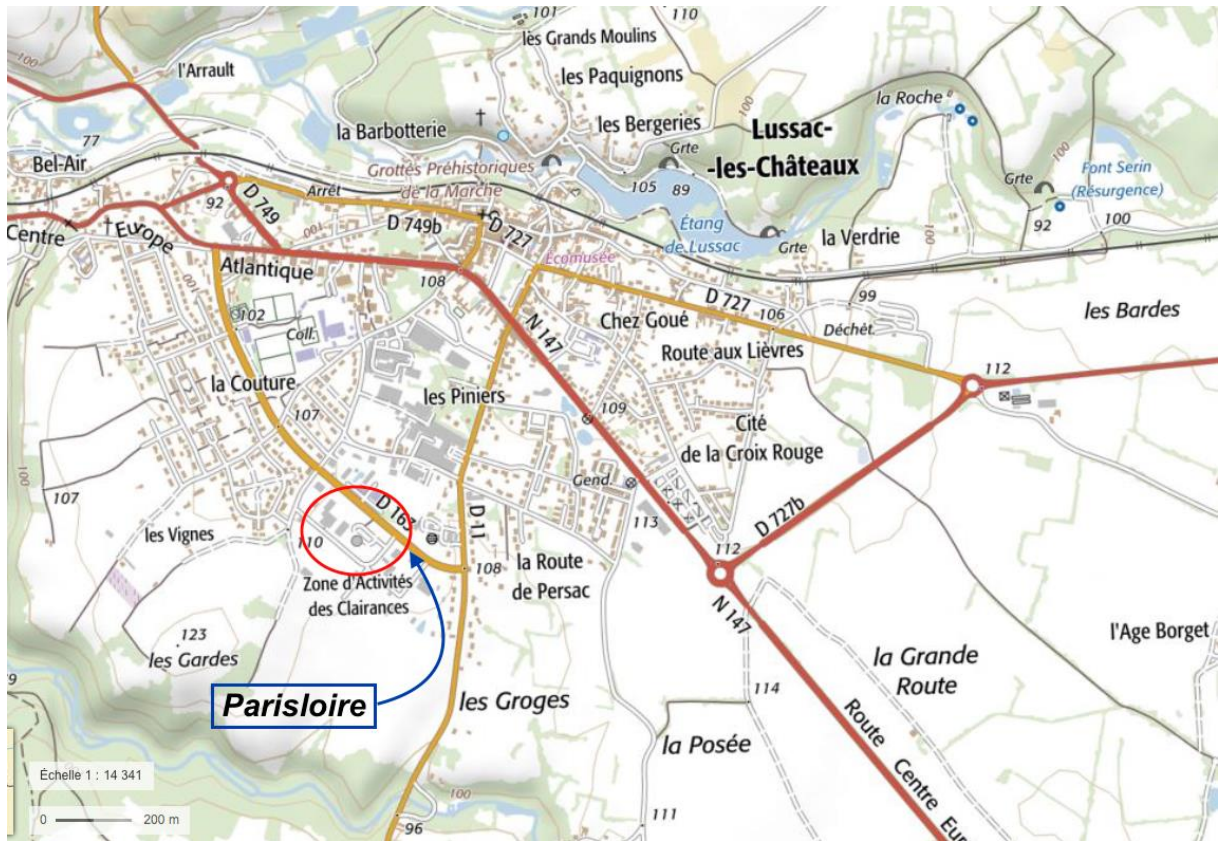 101
110
les Grands Moulins
100
l'Arrault
les Paquignons
la Roche
100
77
la Barbotterie
les Bergeries
Lussac-
-les-Châteaux
Grte
Bel-Air
Grottes Préhistoriques
de la Marche
105
89
Grte
Font Serin
(Résurgence)
Arrêt
92
D 749
Étang
de Lussac
92
100
Centre
Europe
100
D 749b
D 727
Grte
la Verdrie
Atlantique
Écomusée
108
100
D 727
99
les Bardes
102
Coll.
Chez Goué
106
Déchèt.
N 147
Route aux Lièvres
112
la Couture
les Piniers
107
109
Cité
de la Croix Rouge
100
107
Gend.
D 163
D 11
113
D 727b
les Vignes
110
112
Zone d'Activités
des Clairances
108
la Route
de Persac
N 147
123
les Gardes
l'Age Borget
la Grande
Route
Parisloire
les Groges
114
Route
la Posée
Centre
Échelle 1 : 14 341
100
0
200 m
96
111
Eur